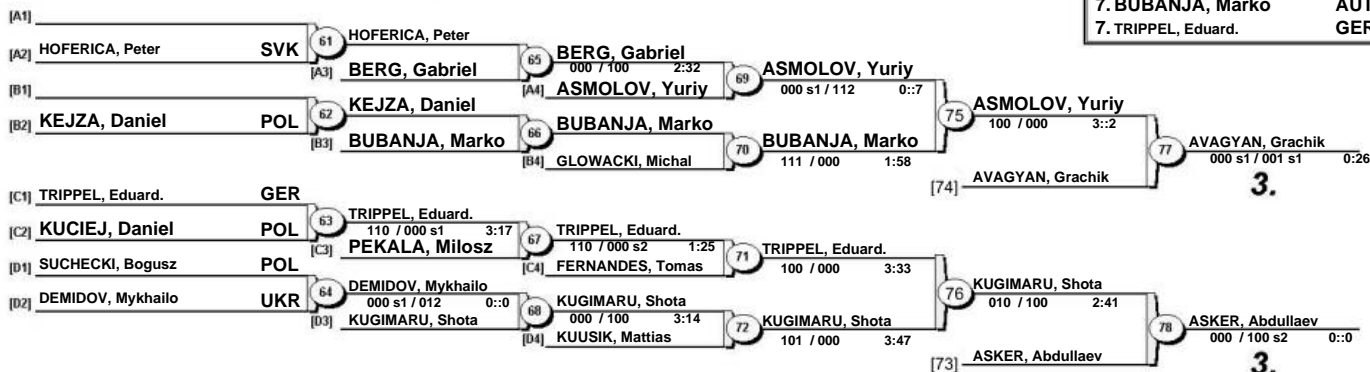 7. BUBANJA, Marko AUT
7. TRIPPEL, Eduard. GER
[A1]
[A2] HOFERICA, Peter SVK
61
HOFERICA, Peter
[A3] BERG, Gabriel
65
BERG, Gabriel
000 / 100 2:32
[A4] ASMOLOV, Yuriy
69
ASMOLOV, Yuriy
000 s1 / 112 0::7
[B1]
[B2] KEJZA, Daniel POL
62
KEJZA, Daniel
[B3] BUBANJA, Marko
66
BUBANJA, Marko
[B4] GLOWACKI, Michal
70
BUBANJA, Marko
111 / 000 1:58
75
ASMOLOV, Yuriy
100 / 000 3::2
[74] AVAGYAN, Grachik
77
AVAGYAN, Grachik
000 s1 / 001 s1 0:26
3.
[C1] TRIPPEL, Eduard. GER
[C2] KUCIEJ, Daniel POL
63
TRIPPEL, Eduard.
110 / 000 s1 3:17
[C3] PEKALA, Milosz
67
TRIPPEL, Eduard.
110 / 000 s2 1:25
[C4] FERNANDES, Tomas
71
TRIPPEL, Eduard.
100 / 000 3:33
[D1] SUCHECKI, Bogusz POL
[D2] DEMIDOV, Mykhailo UKR
64
DEMIDOV, Mykhailo
000 s1 / 012 0::0
[D3] KUGIMARU, Shota
68
KUGIMARU, Shota
000 / 100 3:14
[D4] KUUSIK, Mattias
72
KUGIMARU, Shota
101 / 000 3:47
76
KUGIMARU, Shota
010 / 100 2:41
[73] ASKER, Abdullaev
78
ASKER, Abdullaev
000 / 100 s2 0::0
3.